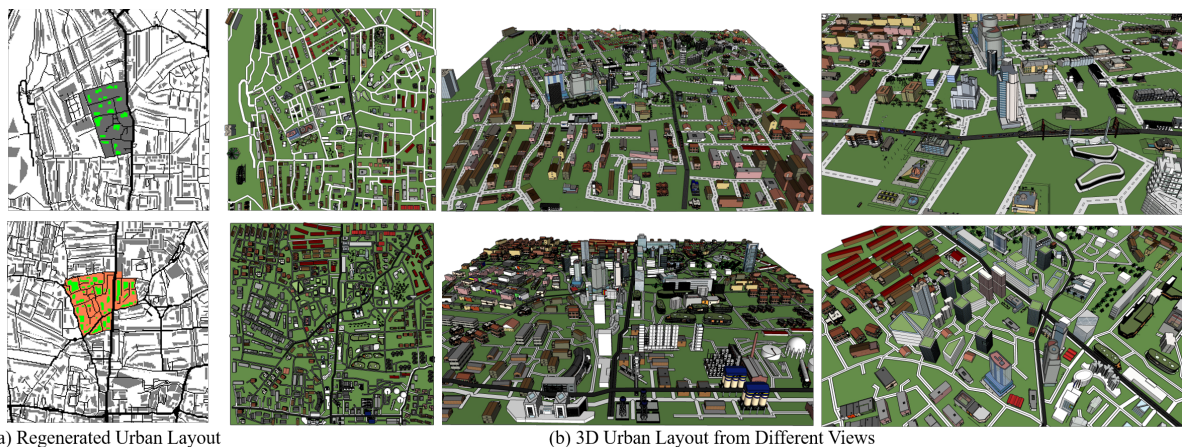 a) Regenerated Urban Layout
(b) 3D Urban Layout from Different Views